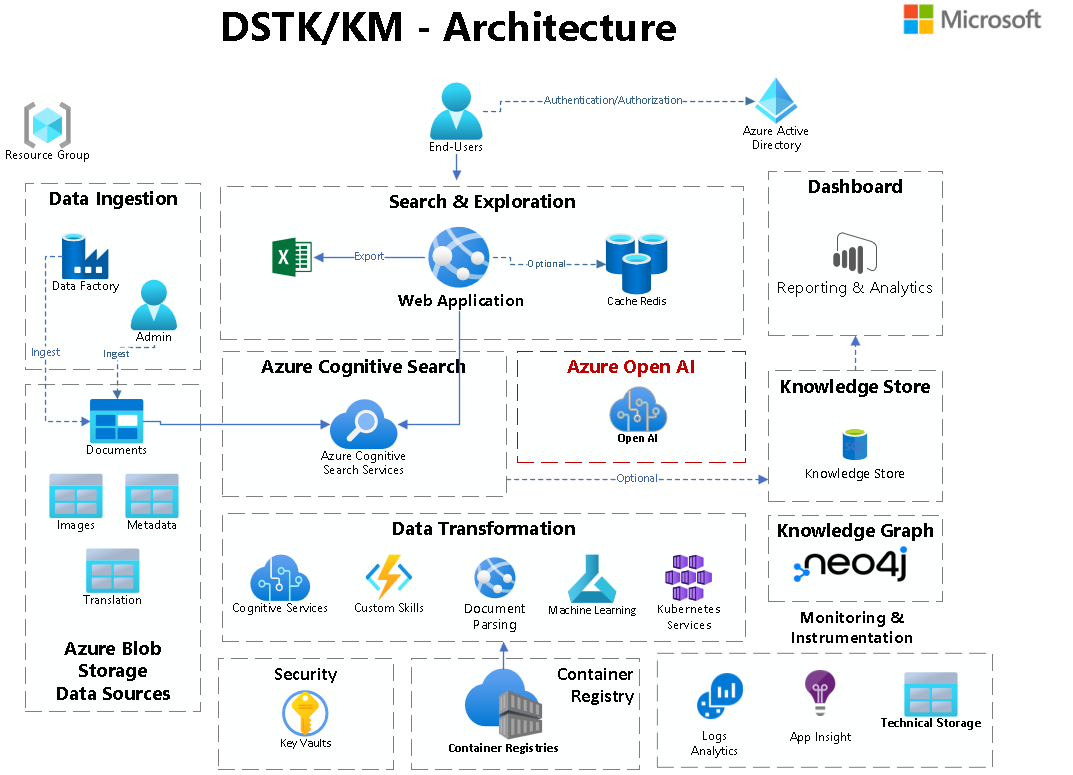 DSTK/KM - Architecture
Microsoft
Resource Group
End-Users
Authentication/Authorization
Azure Active
Directory
Data Ingestion
Data Factory
Admin
Ingest
Ingest
Search & Exploration
Export
Web Application
Optional
Cache Redis
Dashboard
Reporting & Analytics
Azure Cognitive Search
Azure Cognitive
Search Services
Azure Open AI
Open AI
Optional
Knowledge Store
Knowledge Store
Documents
Images
Metadata
Translation
Azure Blob
Storage
Data Sources
Data Transformation
Cognitive Services
Custom Skills
Document
Parsing
Machine Learning
Kubernetes
Services
Knowledge Graph
neo4j
Monitoring &
Instrumentation
Security
Key Vaults
Container
Registry
Container Registries
Logs
Analytics
App Insight
Technical Storage